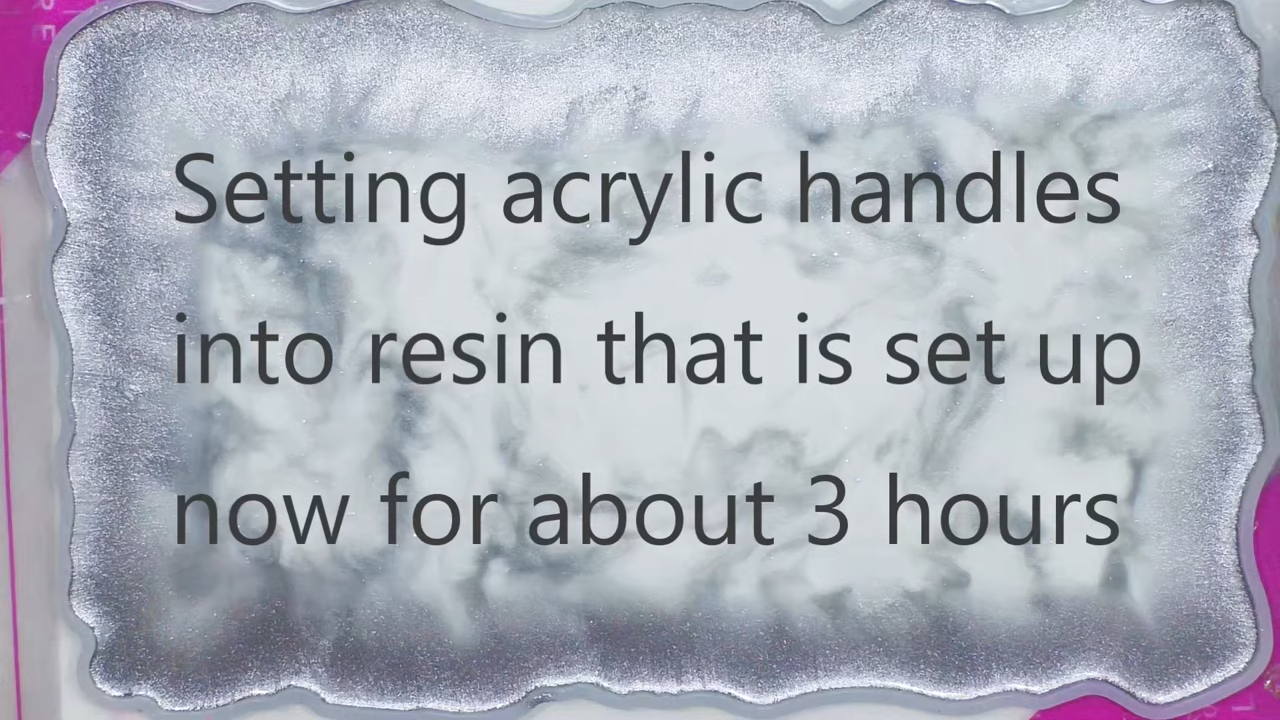 Setting acrylic handles
into resin that is set up
now for about 3 hours